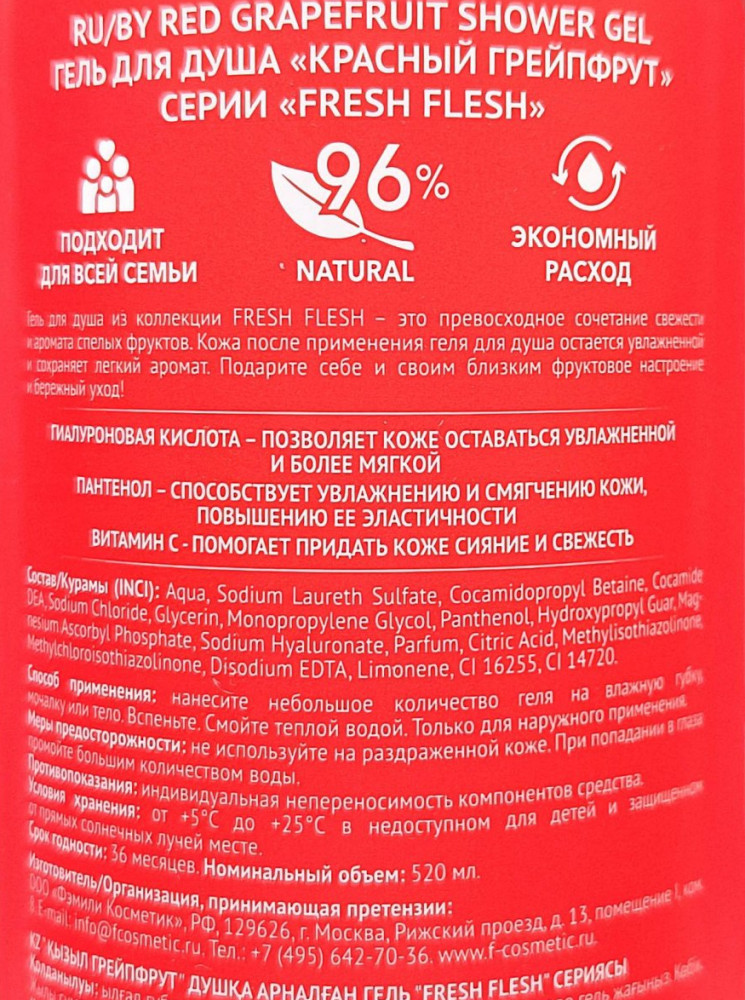 RU/BY RED GRAPEFRUIT SHOWER GEL
ГЕЛЬ ДЛЯ ДУША «КРАСНЫЙ ГРЕЙПФРУТ»
СЕРИИ «FRESH FLESH»
ПОДХОДИТ
ДЛЯ ВСЕЙ СЕМЬИ
96%
NATURAL
ЭКОНОМНЫЙ
РАСХОД
Гель для душа из коллекции FRESH FLESH – это превосходное сочетание свежести
и аромата спелых фруктов. Кожа после применения геля для душа остается увлажненной
и сохраняет легкий аромат. Подарите себе и своим близким фруктовое настроение
и бережный уход!
ГИАЛУРОНОВАЯ КИСЛОТА – ПОЗВОЛЯЕТ КОЖЕ ОСТАВАТЬСЯ УВЛАЖНЕННОЙ
И БОЛЕЕ МЯГКОЙ
ПАНТЕНОЛ – СПОСОБСТВУЕТ УВЛАЖНЕНИЮ И СМЯГЧЕНИЮ КОЖИ,
ПОВЫШЕНИЮ ЕЕ ЭЛАСТИЧНОСТИ
ВИТАМИН С - ПОМОГАЕТ ПРИДАТЬ КОЖЕ СИЯНИЕ И СВЕЖЕСТЬ
Состав/Курамы (INCI): Aqua, Sodium Laureth Sulfate, Cocamidopropyl Betaine, Cocamide
DEA, Sodium Chloride, Glycerin, Monopropylene Glycol, Panthenol, Hydroxypropyl Guar, Mag-
nesium Ascorbyl Phosphate, Sodium Hyaluronate, Parfum, Citric Acid, Methylisothiazolinone,
Methylchloroisothiazolinone, Disodium EDTA, Limonene, CI 16255, CI 14720.
Способ применения: нанесите небольшое количество геля на влажную губку,
мочалку или тело. Вспеньте. Смойте теплой водой. Только для наружного применения.
Меры предосторожности: не используйте на раздраженной коже. При попадании в глаза
промойте большим количеством воды.
Противопоказания: индивидуальная непереносимость компонентов средства.
Условия хранения: от +5°С до +25°С в недоступном для детей и защищенном
от прямых солнечных лучей месте.
Срок годности: 36 месяцев. Номинальный объем: 520 мл.
Изготовитель/Организация, принимающая претензии:
ООО «Фэмили Косметик», РФ, 129626, г. Москва, Рижский проезд, д. 13, помещение I, ком.
8. E-mail: info@fcosmetic.ru. Тел.: +7 (495) 642-70-36. www.f-cosmetic.ru.
KZ "ҚЫЗЫЛ ГРЕЙПФРУТ" ДУШҚА АРНАЛҒАН ГЕЛЬ "FRESH FLESH" СЕРИЯСЫ
Қолданылуы: ылғал гель жағыңыз.